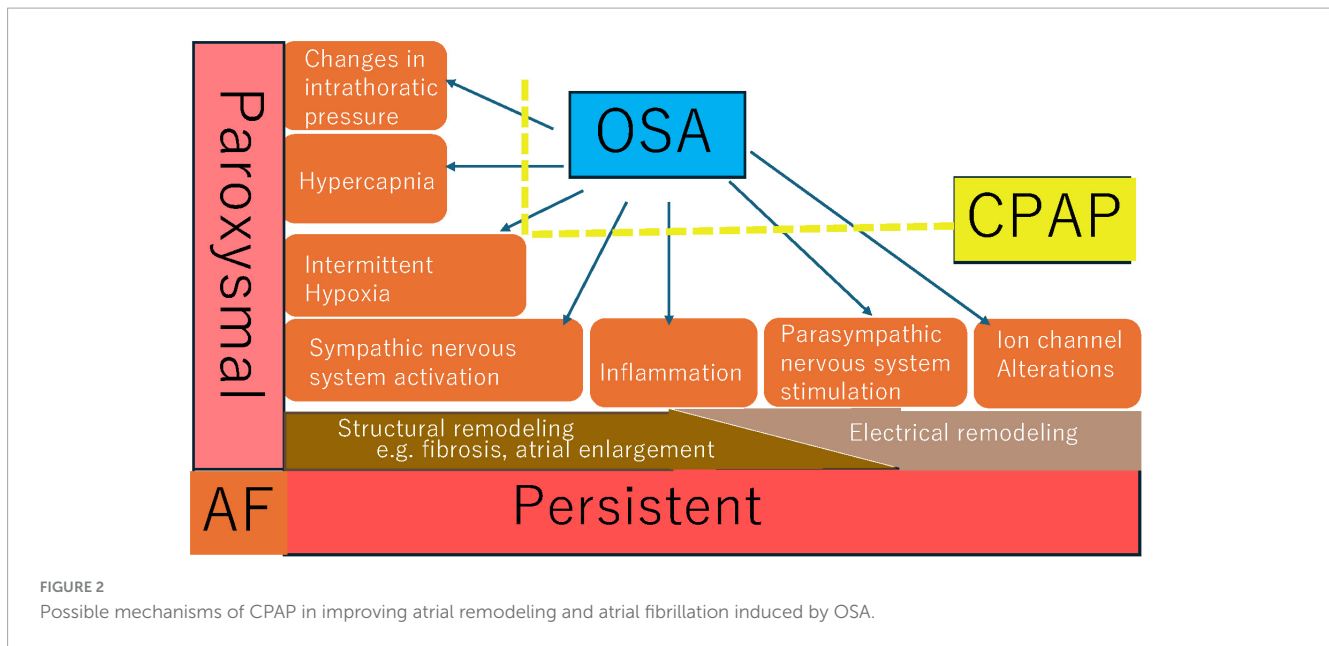 Paroxysmal
Changes in
intrathoratic
pressure
OSA
Hypercapnia
CPAP
Intermittent
Hypoxia
Sympathic nervous
system activation
Inflammation
Parasympathic
nervous system
stimulation
Ion channel
Alterations
Structural remodeling
e.g. fibrosis, atrial enlargement
Electrical remodeling
AF
Persistent
FIGURE 2
Possible mechanisms of CPAP in improving atrial remodeling and atrial fibrillation induced by OSA.